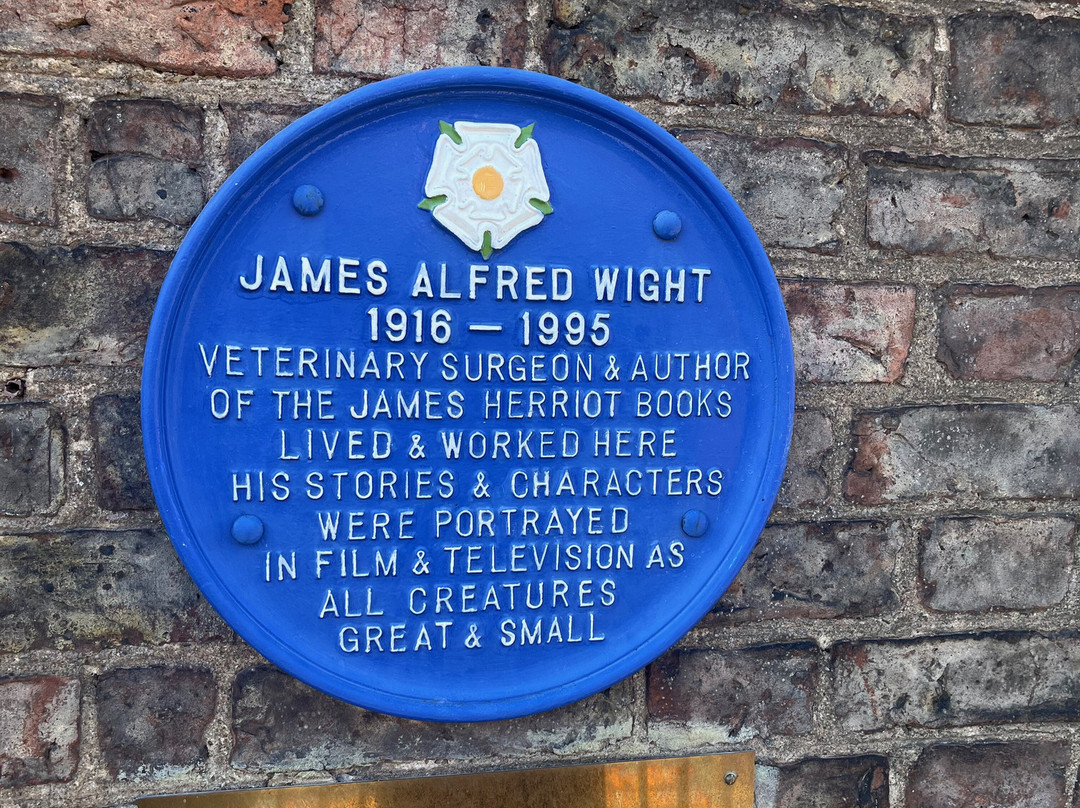 JAMES ALFRED WIGHT
1916 — 1995
VETERINARY SURGEON & AUTHOR
OF THE JAMES HERRIOT BOOKS
LIVED & WORKED HERE
HIS STORIES & CHARACTERS
WERE PORTRAYED
IN FILM & TELEVISION AS
ALL CREATURES
GREAT & SMALL